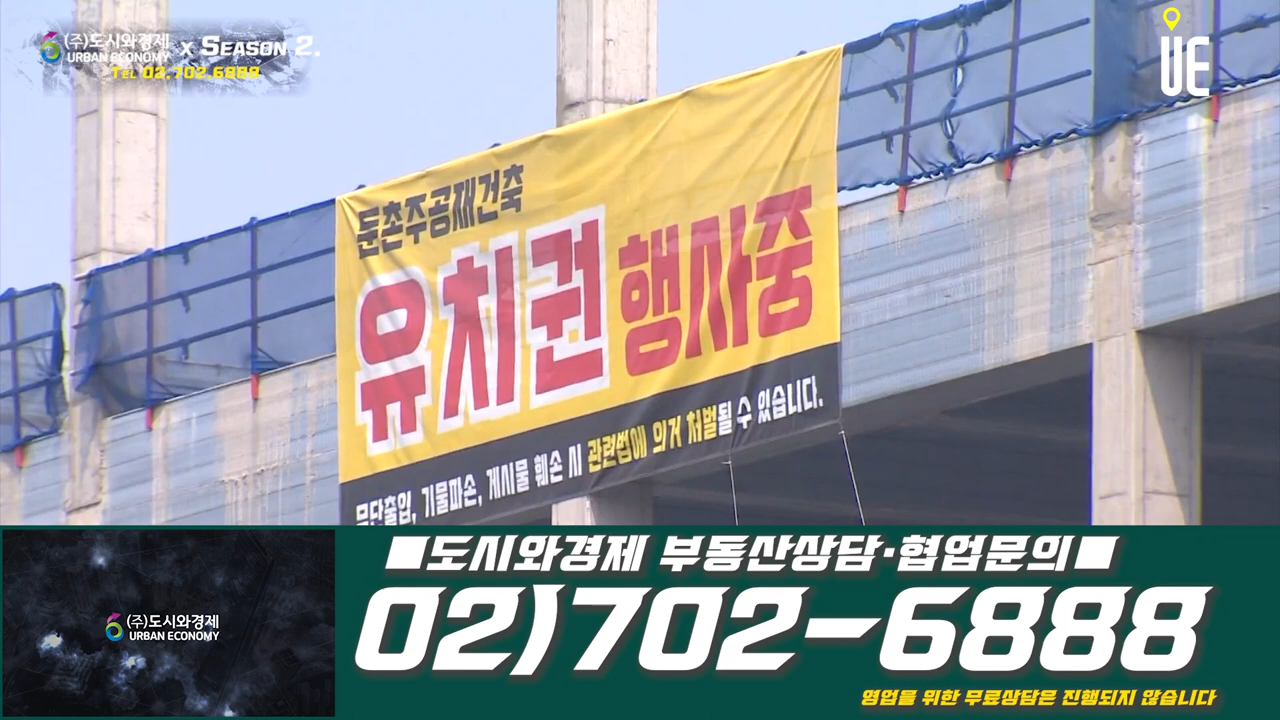 (주)도시와경제
URBAN ECONOMY
X SEASON 2.
TEL 02.702.6888
UE
둔촌주공재건축
유치권 행사중
무단출입, 기물파손, 게시물 훼손 시 관련법에 의거 처벌될 수 있습니다.
(주)도시와경제
URBAN ECONOMY
■도시와경제 부동산상담·협업문의■
02)702-6888
영업을 위한 무료상담은 진행되지 않습니다